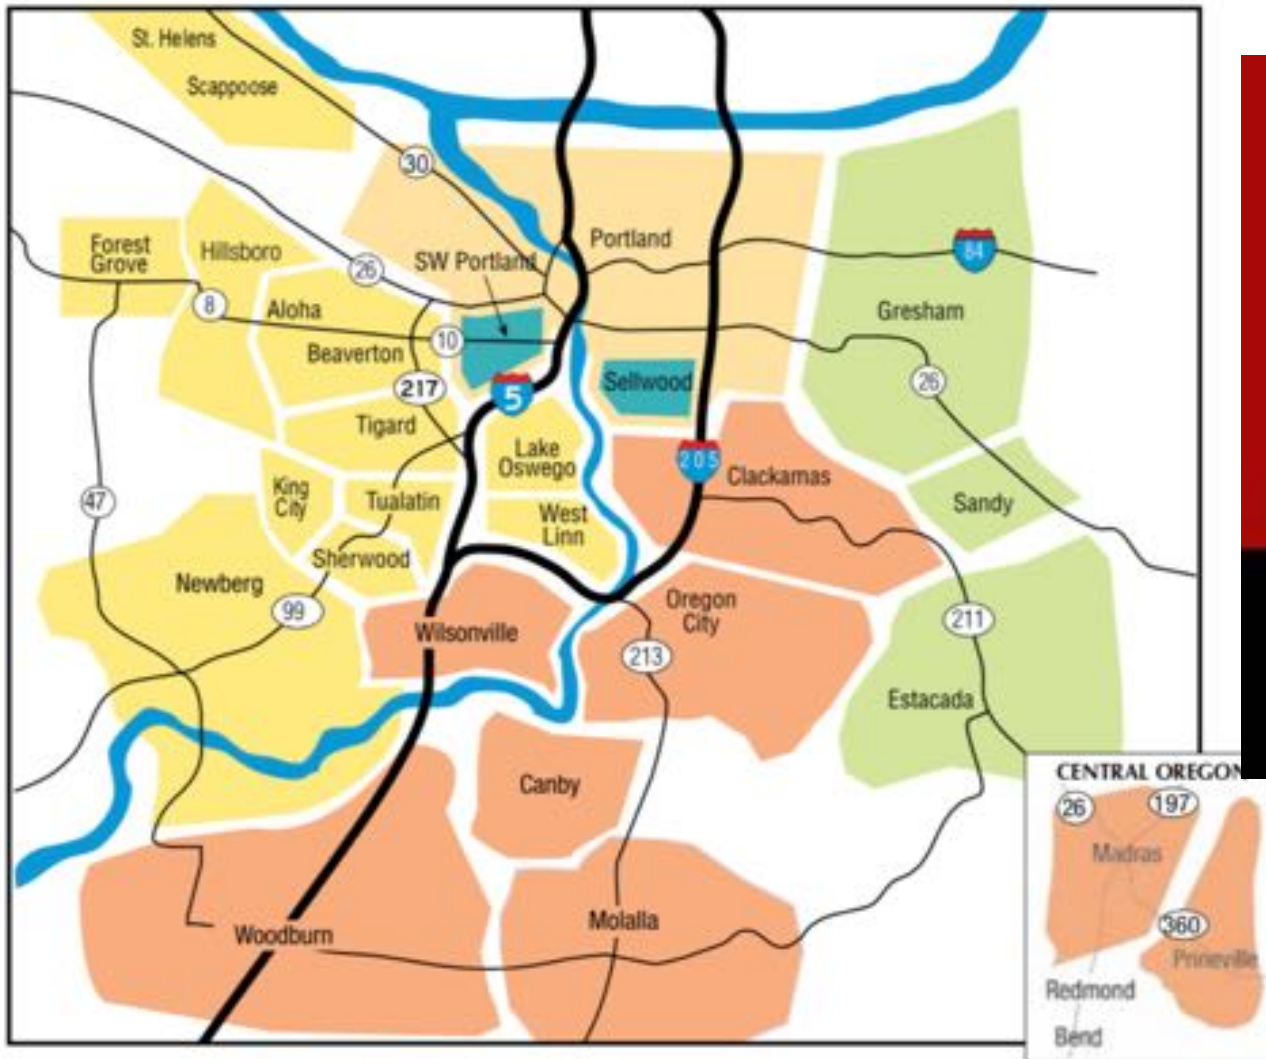 St. Helens
Scappoose
30
Forest
Grove
Hillsboro
26
SW Portland
Portland
84
8
Aloha
10
Beaverton
217
5
Sellwood
Gresham
26
Tigard
Lake
Oswego
205
Clackamas
King
City
Tualatin
47
West
Linn
Sandy
Sherwood
Newberg
99
Wilsonville
Oregon
City
211
213
Estacada
Canby
Woodburn
Molalla
CENTRAL OREGON
26
197
Madras
360
Prineville
Redmond
Bend